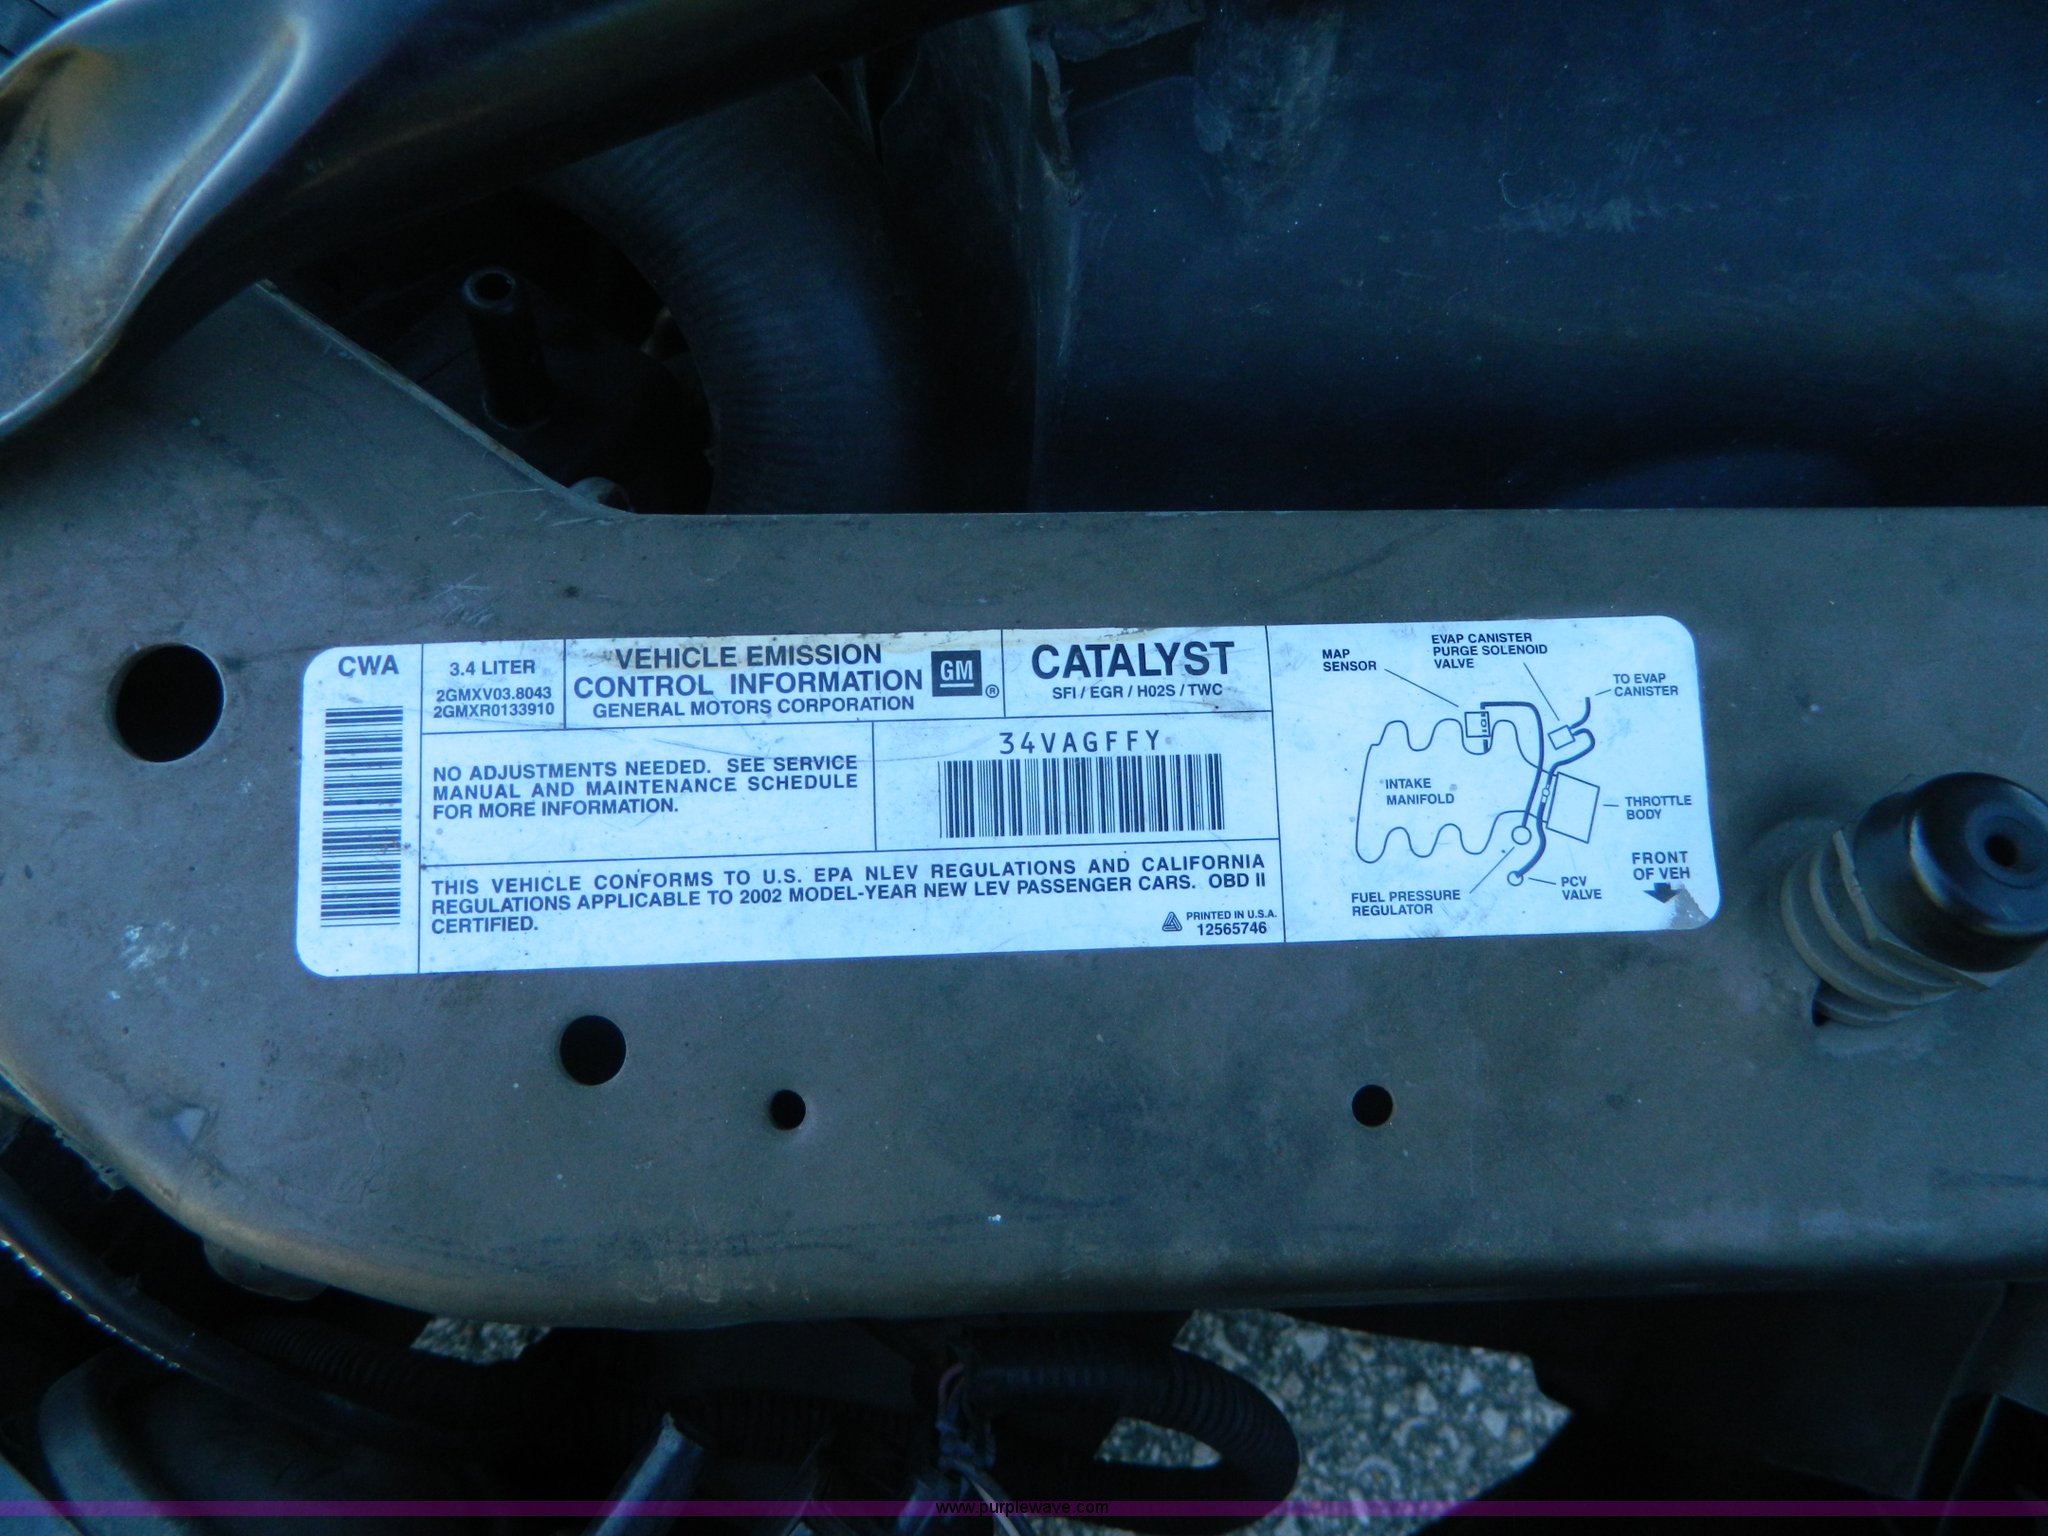 CWA
3.4 LITER
2GMXV03.8043
2GMXR0133910
VEHICLE EMISSION
CONTROL INFORMATION
GENERAL MOTORS CORPORATION
GM ®
CATALYST
SFI / EGR / H02S / TWC
NO ADJUSTMENTS NEEDED. SEE SERVICE
MANUAL AND MAINTENANCE SCHEDULE
FOR MORE INFORMATION.
34VAGFFY
THIS VEHICLE CONFORMS TO U.S. EPA NLEV REGULATIONS AND CALIFORNIA
REGULATIONS APPLICABLE TO 2002 MODEL-YEAR NEW LEV PASSENGER CARS. OBD II
CERTIFIED.
PRINTED IN U.S.A.
12565746
MAP
SENSOR
EVAP CANISTER
PURGE SOLENOID
VALVE
TO EVAP
CANISTER
INTAKE
MANIFOLD
THROTTLE
BODY
FUEL PRESSURE
REGULATOR
PCV
VALVE
FRONT
OF VEH
www.purplewave.com